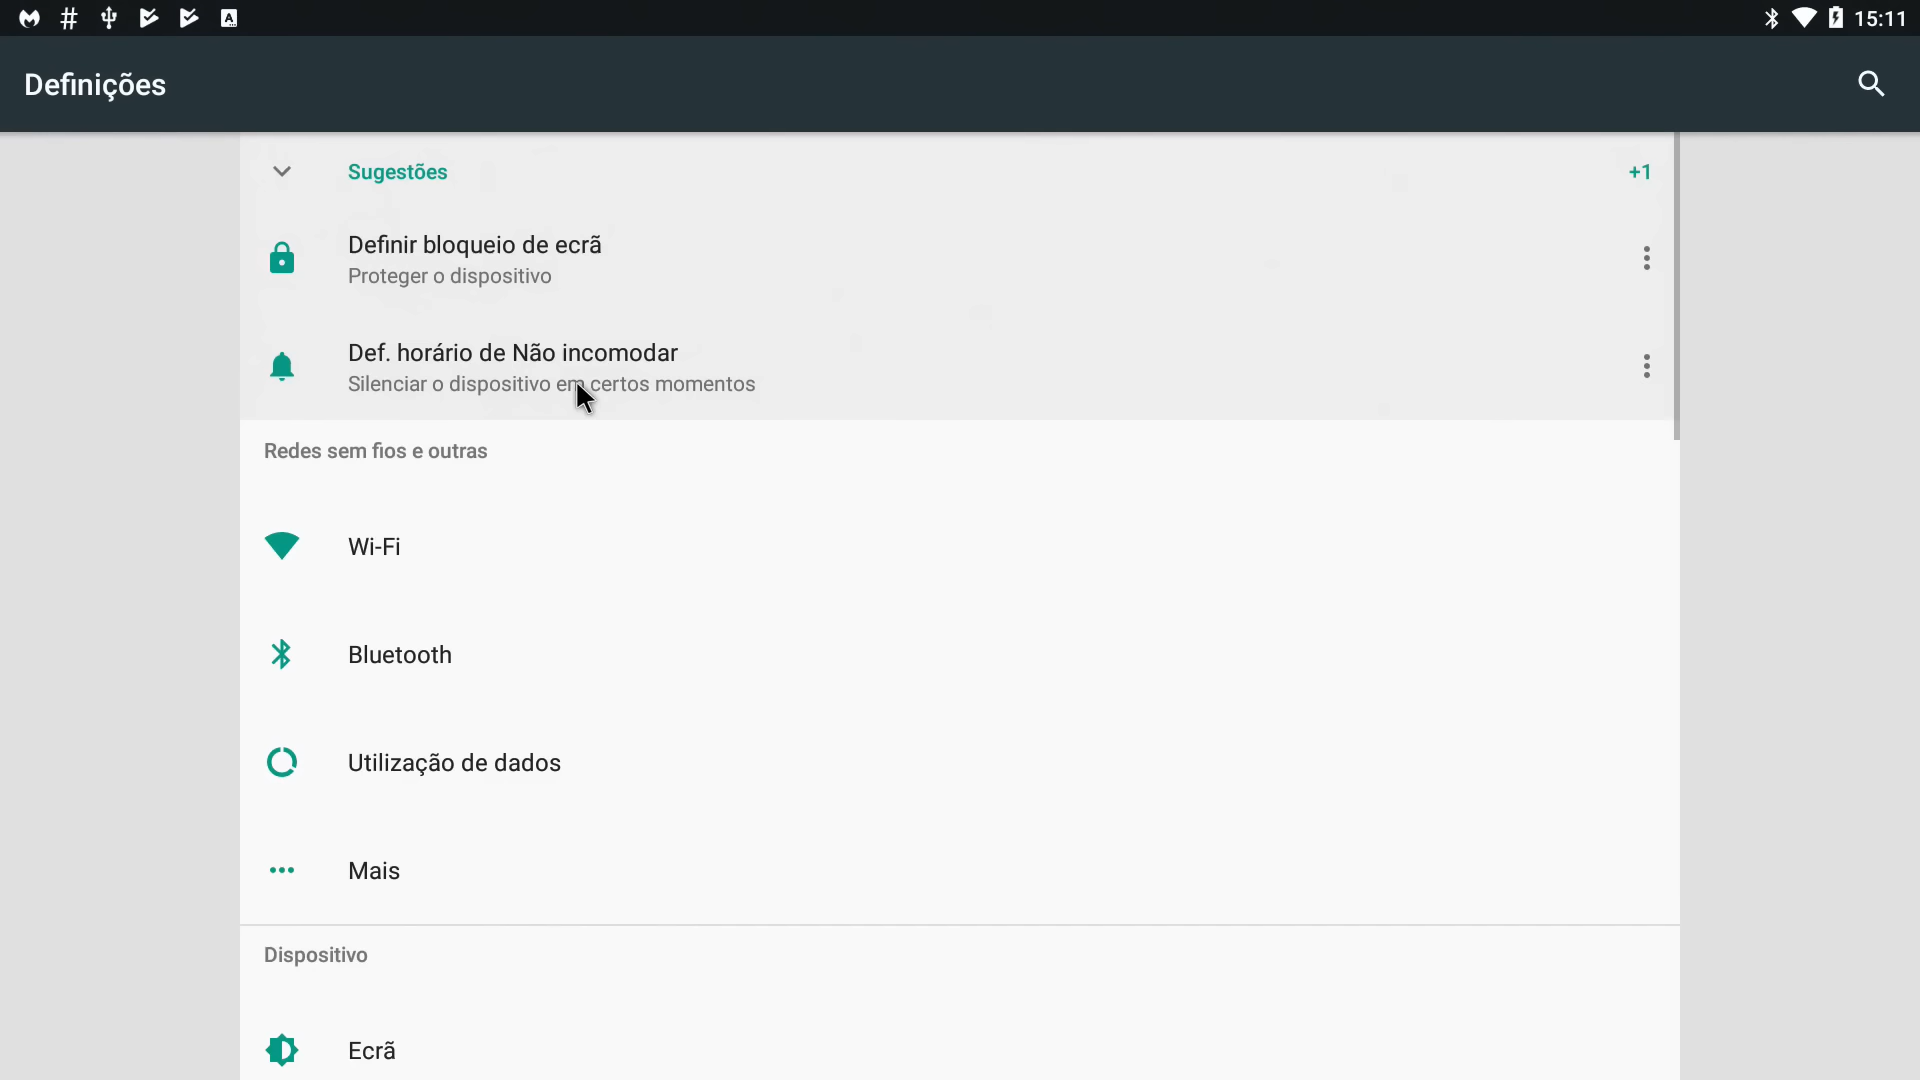 15:11
Definições
Sugestões +1
Definir bloqueio de ecrã
Proteger o dispositivo
Def. horário de Não incomodar
Silenciar o dispositivo em certos momentos
Redes sem fios e outras
Wi-Fi
Bluetooth
Utilização de dados
Mais
Dispositivo
Ecrã